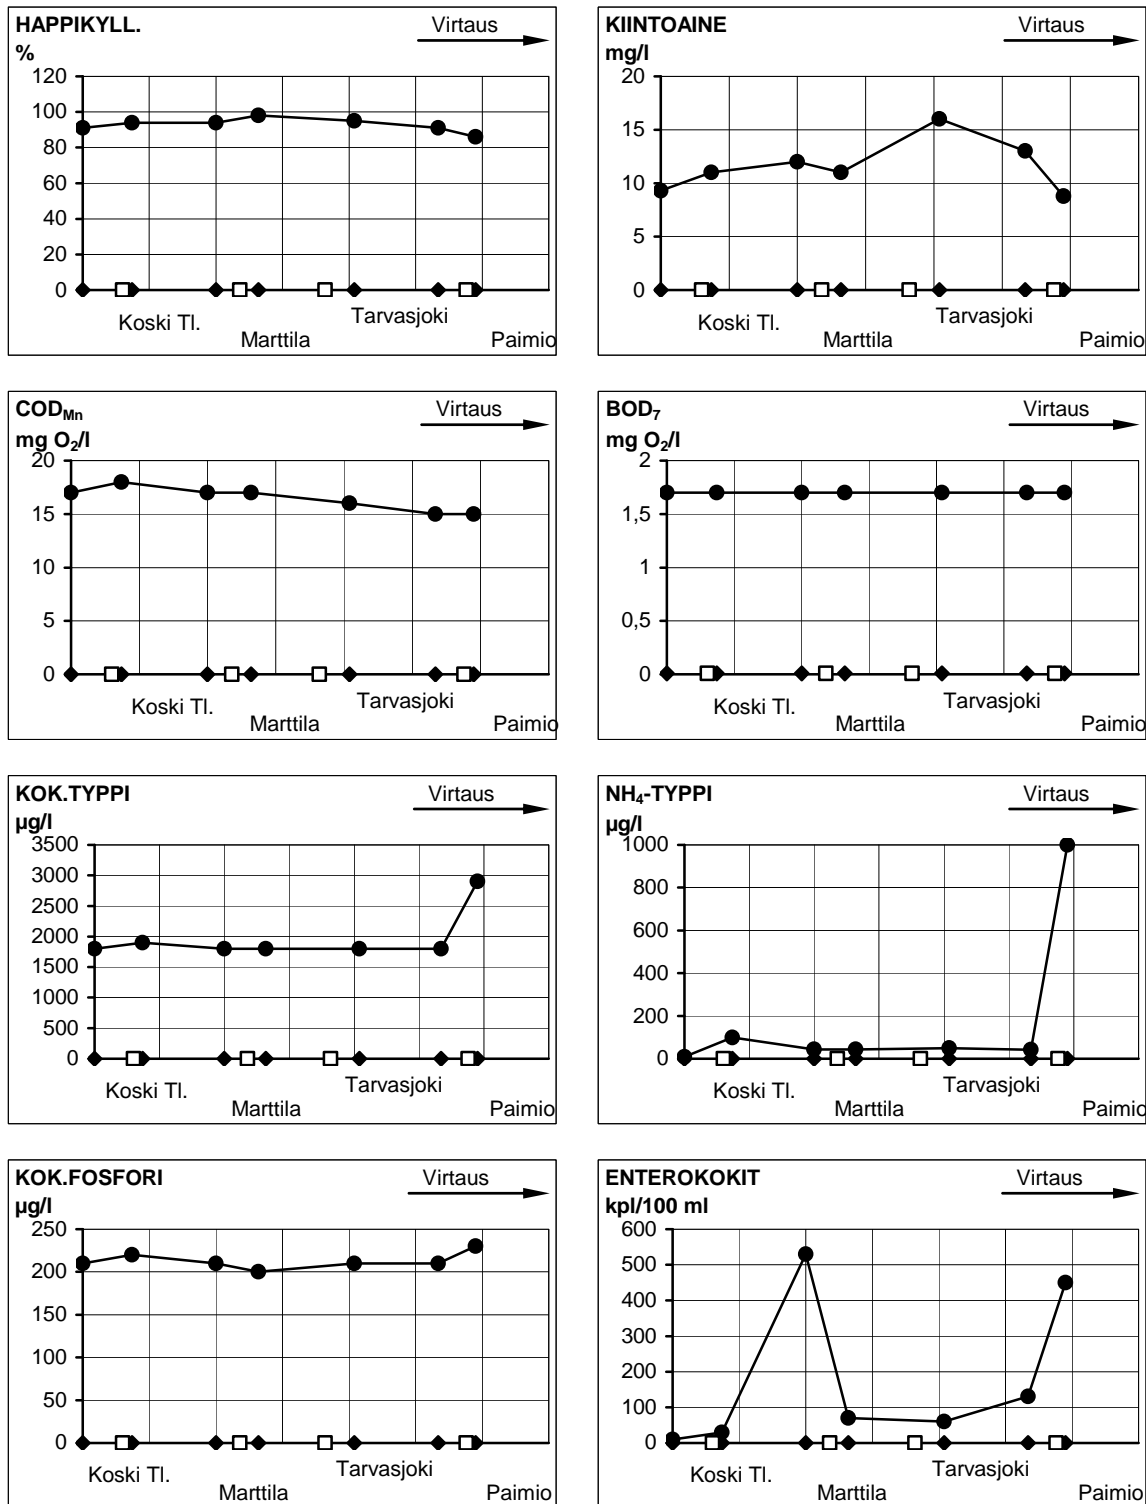 HAPPIKYLL.
Virtaus
%
120
100
80
60
40
20
0
Koski Tl.
Tarvasjoki
Marttila
Paimio
KIINTOAINE
Virtaus
mg/l
20
15
10
5
0
Koski Tl.
Tarvasjoki
Marttila
Paimio
COD Mn
Virtaus
mg O2/l
20
15
10
5
0
Koski Tl.
Tarvasjoki
Marttila
Paimio
BOD7
Virtaus
mg O2/l
2
1,5
1
0,5
0
Koski Tl.
Tarvasjoki
Marttila
Paimio
KOK.TYPPI
Virtaus
µg/l
3500
3000
2500
2000
1500
1000
500
0
Koski Tl.
Tarvasjoki
Marttila
Paimio
NH4-TYPPI
Virtaus
µg/l
1000
800
600
400
200
0
Koski Tl.
Tarvasjoki
Marttila
Paimio
KOK.FOSFORI
Virtaus
µg/l
250
200
150
100
50
0
Koski Tl.
Tarvasjoki
Marttila
Paimio
ENTEROKOKIT
Virtaus
kpl/100 ml
600
500
400
300
200
100
0
Koski Tl.
Tarvasjoki
Marttila
Paimio